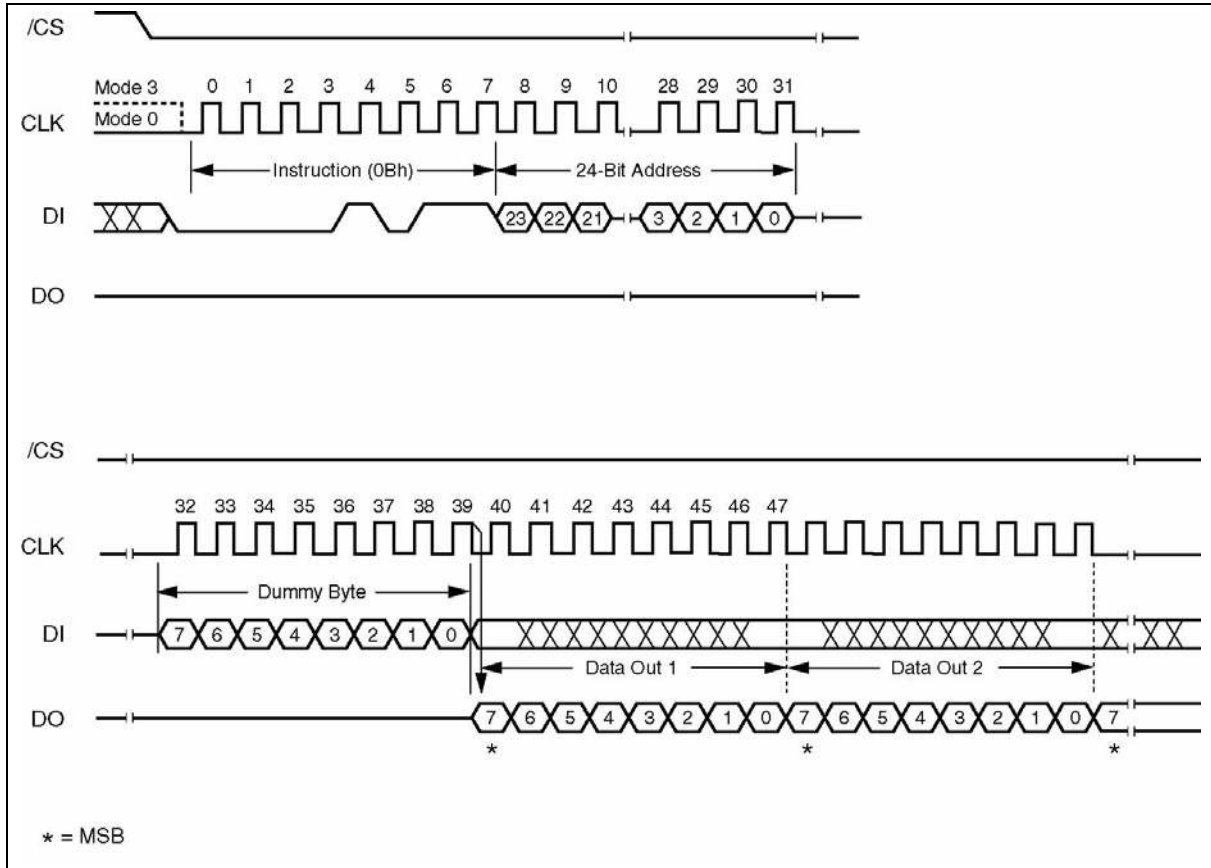 /CS
Mode 3
0 1 2 3 4 5 6 7 8 9 10 28 29 30 31
CLK
Mode 0
Instruction (0Bh) 24-Bit Address
DI 23 22 21 3 2 1 0
DO
/CS
32 33 34 35 36 37 38 39 40 41 42 43 44 45 46 47
CLK
Dummy Byte
DI 7 6 5 4 3 2 1 0
Data Out 1 Data Out 2
DO 7 6 5 4 3 2 1 0 7 6 5 4 3 2 1 0 7
* * *
* = MSB